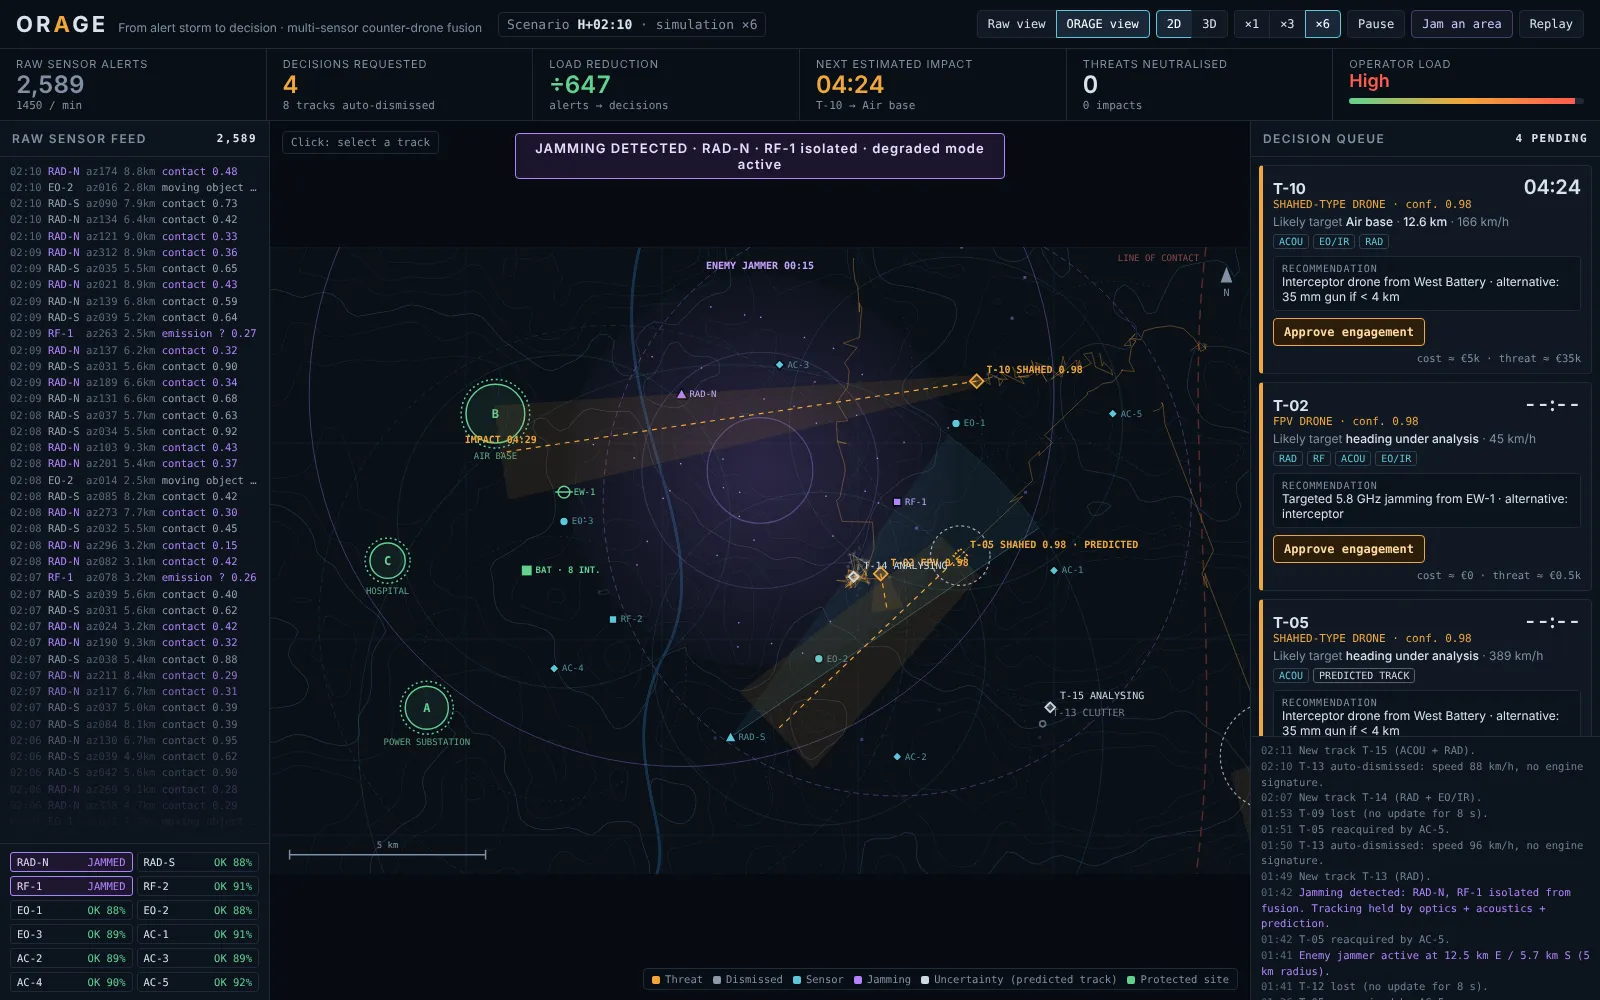 ORAGE
From alert storm to decision · multi-sensor counter-drone fusion
Scenario H+02:10 · simulation ×6
Raw view
ORAGE view
2D
3D
×1
×3
×6
Pause
Jam an area
Replay
RAW SENSOR ALERTS
2,589
1450 / min
DECISIONS REQUESTED
4
8 tracks auto-dismissed
LOAD REDUCTION
÷647
alerts → decisions
NEXT ESTIMATED IMPACT
04:24
T-10 → Air base
THREATS NEUTRALISED
0
0 impacts
OPERATOR LOAD
High
RAW SENSOR FEED 2,589
02:10 RAD-N az174 8.8km contact 0.48
02:10 EO-2 az016 2.8km moving object …
02:10 RAD-S az090 7.9km contact 0.73
02:10 RAD-N az134 6.4km contact 0.42
02:10 RAD-N az121 9.0km contact 0.33
02:09 RAD-N az312 8.9km contact 0.36
02:09 RAD-S az035 5.5km contact 0.65
02:09 RAD-N az021 8.9km contact 0.43
02:09 RAD-N az139 6.8km contact 0.59
02:09 RAD-S az039 5.2km contact 0.64
02:09 RF-1 az263 2.5km emission ? 0.27
02:09 RAD-N az137 6.2km contact 0.32
02:09 RAD-S az031 5.6km contact 0.90
02:09 RAD-N az189 6.6km contact 0.34
02:09 RAD-N az131 6.6km contact 0.68
02:08 RAD-S az037 5.7km contact 0.63
02:08 RAD-S az034 5.5km contact 0.92
02:08 RAD-N az103 9.3km contact 0.43
02:08 RAD-N az201 5.4km contact 0.37
02:08 EO-2 az014 2.5km moving object …
02:08 RAD-S az085 8.2km contact 0.42
02:08 RAD-N az273 7.7km contact 0.30
02:08 RAD-S az032 5.5km contact 0.45
02:08 RAD-N az296 3.2km contact 0.15
02:08 RAD-N az082 3.1km contact 0.42
02:07 RF-1 az078 3.2km emission ? 0.26
02:07 RAD-S az039 5.6km contact 0.40
02:07 RAD-S az031 5.6km contact 0.62
02:07 RAD-N az024 3.2km contact 0.42
02:07 RAD-N az190 9.3km contact 0.32
02:07 RAD-S az038 5.4km contact 0.88
02:07 RAD-N az211 8.4km contact 0.29
02:07 RAD-N az117 6.7km contact 0.31
02:07 RAD-S az037 5.0km contact 0.39
02:07 RAD-S az084 8.1km contact 0.39
02:06 RAD-N az130 6.7km contact 0.95
02:06 RAD-S az039 4.9km contact 0.62
02:06 RAD-S az042 5.6km contact 0.90
02:06 RAD-N az269 9.1km contact 0.28
RAD-N contact 0.29
moving object
RAD-N JAMMED
RAD-S OK 88%
RF-1 JAMMED
RF-2 OK 91%
EO-1 OK 88%
EO-2 OK 88%
EO-3 OK 89%
AC-1 OK 91%
AC-2 OK 89%
AC-3 OK 89%
AC-4 OK 90%
AC-5 OK 92%
Click: select a track
JAMMING DETECTED · RAD-N · RF-1 isolated · degraded mode
active
ENEMY JAMMER 00:15
LINE OF CONTACT
N
AC-3
T-10 SHAHED 0.98
RAD-N
B
AC-5
EO-1
IMPACT 04:29
AIR BASE
EW-1
RF-1
EO-3
T-05 SHAHED 0.98 · PREDICTED
C
T-02 FPV 0.98
T-14 ANALYSING
BAT · 8 INT.
AC-1
HOSPITAL
RF-2
EO-2
AC-4
T-15 ANALYSING
A
T-13 CLUTTER
POWER SUBSTATION
RAD-S
AC-2
5 km
Threat
Dismissed
Sensor
Jamming
Uncertainty (predicted track)
Protected site
DECISION QUEUE 4 PENDING
T-10 04:24
SHAHED-TYPE DRONE · conf. 0.98
Likely target Air base · 12.6 km · 166 km/h
ACOU EO/IR RAD
RECOMMENDATION
Interceptor drone from West Battery · alternative:
35 mm gun if < 4 km
Approve engagement
cost ≈ €5k · threat ≈ €35k
T-02 --:--
FPV DRONE · conf. 0.98
Likely target heading under analysis · 45 km/h
RAD RF ACOU EO/IR
RECOMMENDATION
Targeted 5.8 GHz jamming from EW-1 · alternative:
interceptor
Approve engagement
cost ≈ €0 · threat ≈ €0.5k
T-05 --:--
SHAHED-TYPE DRONE · conf. 0.98
Likely target heading under analysis · 389 km/h
ACOU PREDICTED TRACK
RECOMMENDATION
Interceptor drone from West Battery · alternative:
35 mm gun if < 4 km
02:11 New track T-15 (ACOU + RAD).
02:10 T-13 auto-dismissed: speed 88 km/h, no engine
signature.
02:07 New track T-14 (RAD + EO/IR).
01:53 T-09 lost (no update for 8 s).
01:51 T-05 reacquired by AC-5.
01:50 T-13 auto-dismissed: speed 96 km/h, no engine
signature.
01:49 New track T-13 (RAD).
01:42 Jamming detected: RAD-N, RF-1 isolated from
fusion. Tracking held by optics + acoustics +
prediction.
01:42 T-05 reacquired by AC-5.
01:41 Enemy jammer active at 12.5 km E / 5.7 km S (5
km radius).
01:41 T-12 lost (no update for 8 s).